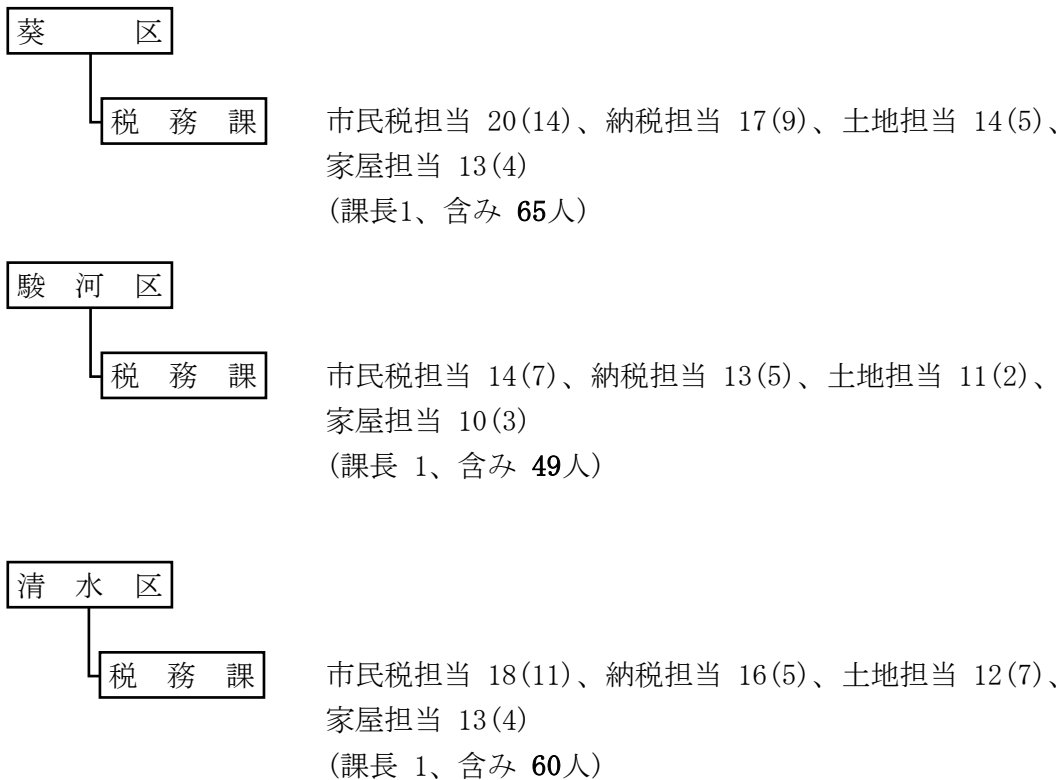 葵 区
税 務 課
市民税担当 20(14)、納税担当 17(9)、土地担当 14(5)、
家屋担当 13(4)
(課長1、含み 65人)
駿 河 区
税 務 課
市民税担当 14(7)、納税担当 13(5)、土地担当 11(2)、
家屋担当 10(3)
(課長 1、含み 49人)
清 水 区
税 務 課
市民税担当 18(11)、納税担当 16(5)、土地担当 12(7)、
家屋担当 13(4)
(課長 1、含み 60人)